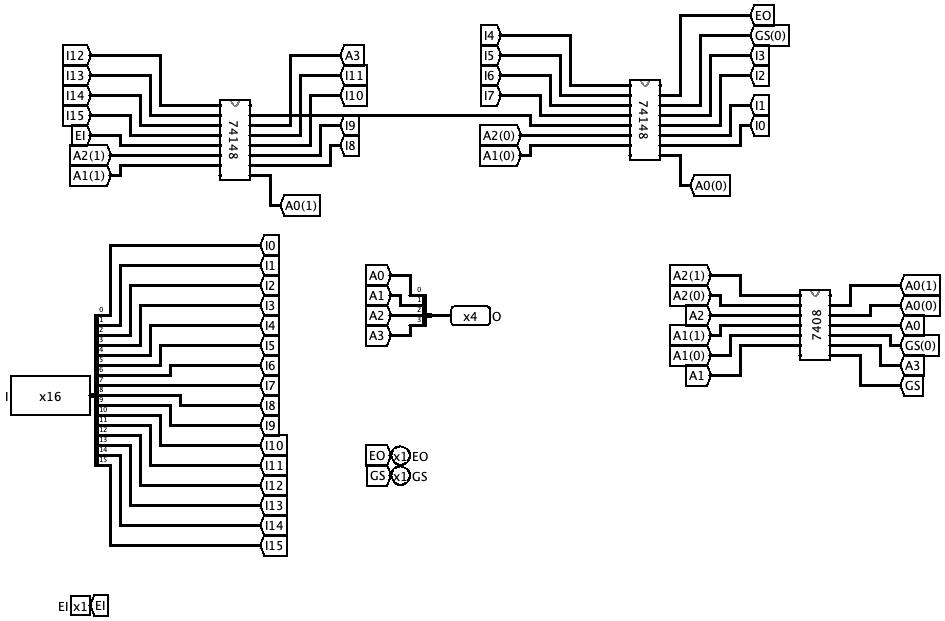 I12
I13
I14
I15
EI
A2(1)
A1(1)
74148
A3
I11
I10
I9
I8
A0(1)
I4
I5
I6
I7
A2(0)
A1(0)
74148
EO
GS(0)
I3
I2
I1
I0
A0(0)
I x16
0
1
2
3
4
5
6
7
8
9
10
11
12
13
14
15
I0
I1
I2
I3
I4
I5
I6
I7
I8
I9
I10
I11
I12
I13
I14
I15
A0
A1
A2
A3
0
1
2
3
x4 O
EO x1 EO
GS x1 GS
A2(1)
A2(0)
A2
A1(1)
A1(0)
A1
7408
A0(1)
A0(0)
A0
GS(0)
A3
GS
EI x1 EI